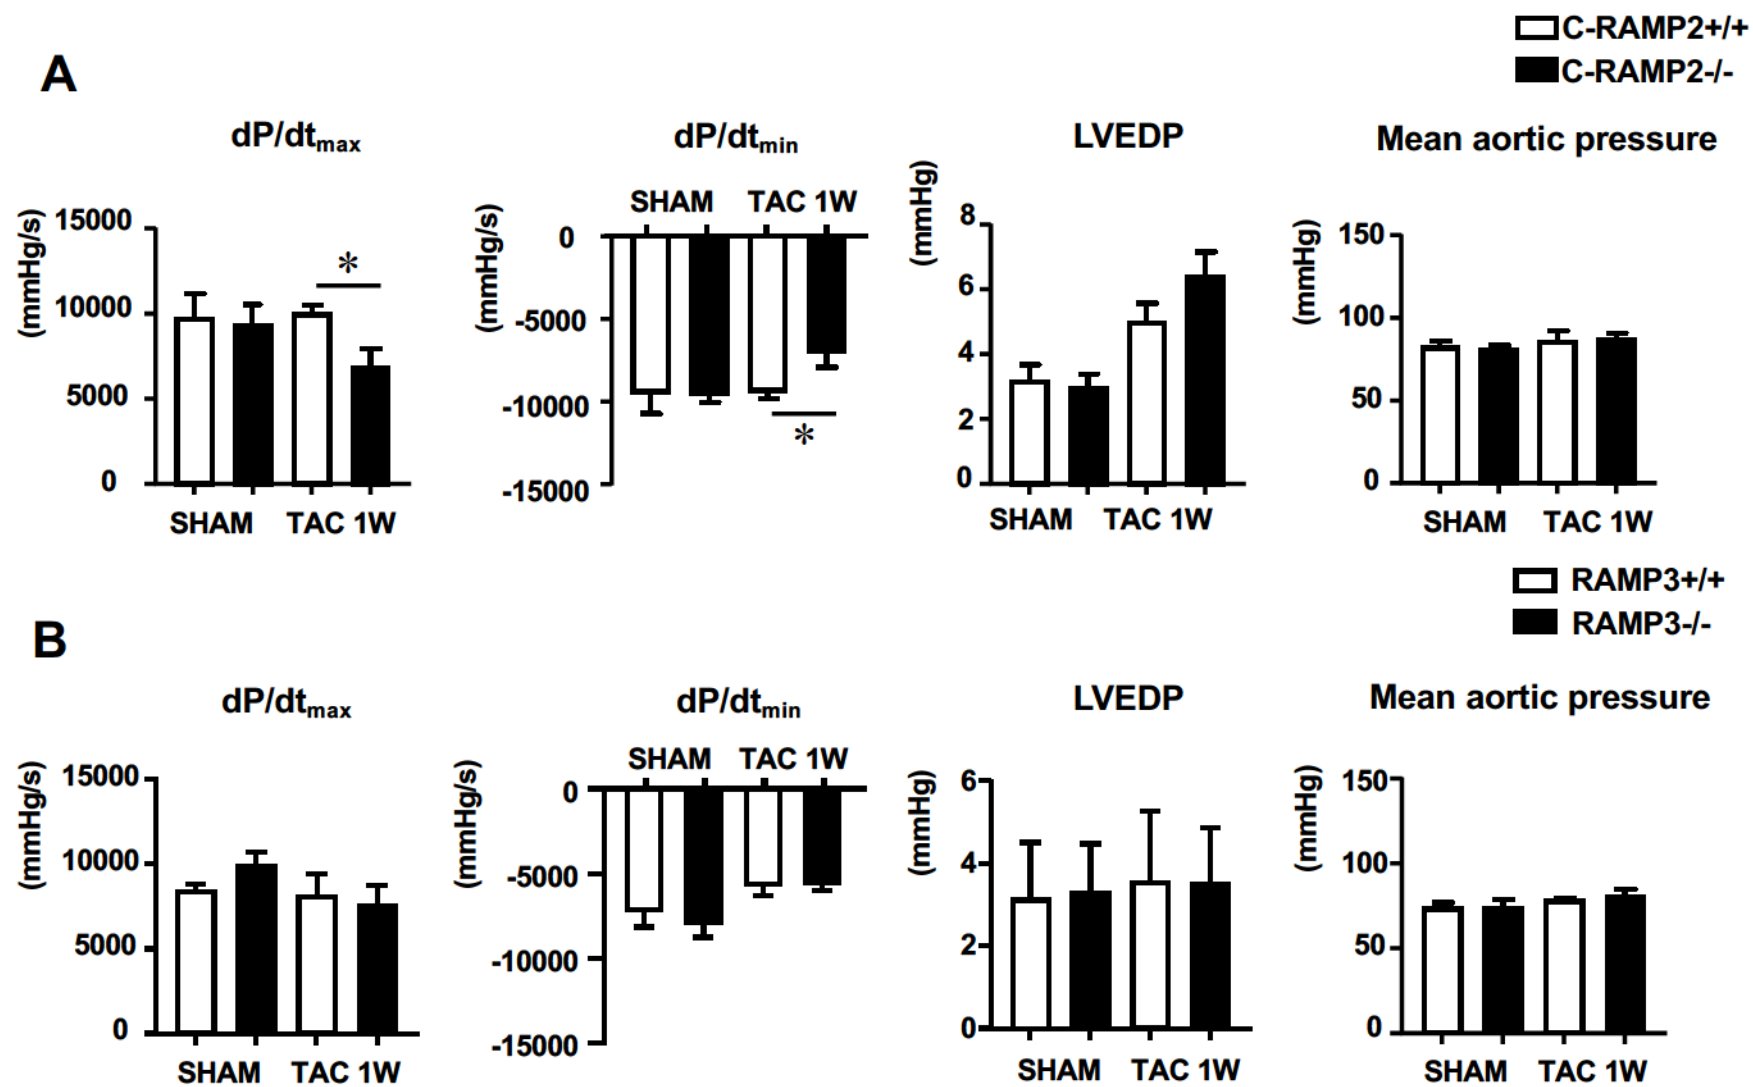 C-RAMP2+/+
C-RAMP2-/-
A
dP/dtmax
dP/dtmin
LVEDP
Mean aortic pressure
(mmHg/s)
15000
10000
5000
0
*
SHAM TAC 1W
(mmHg/s)
SHAM TAC 1W
0
-5000
-10000
-15000
*
(mmHg)
8
6
4
2
0
SHAM TAC 1W
(mmHg)
150
100
50
0
SHAM TAC 1W
RAMP3+/+
RAMP3-/-
B
dP/dtmax
dP/dtmin
LVEDP
Mean aortic pressure
(mmHg/s)
15000
10000
5000
0
SHAM TAC 1W
(mmHg/s)
SHAM TAC 1W
0
-5000
-10000
-15000
(mmHg)
6
4
2
0
SHAM TAC 1W
(mmHg)
150
100
50
0
SHAM TAC 1W